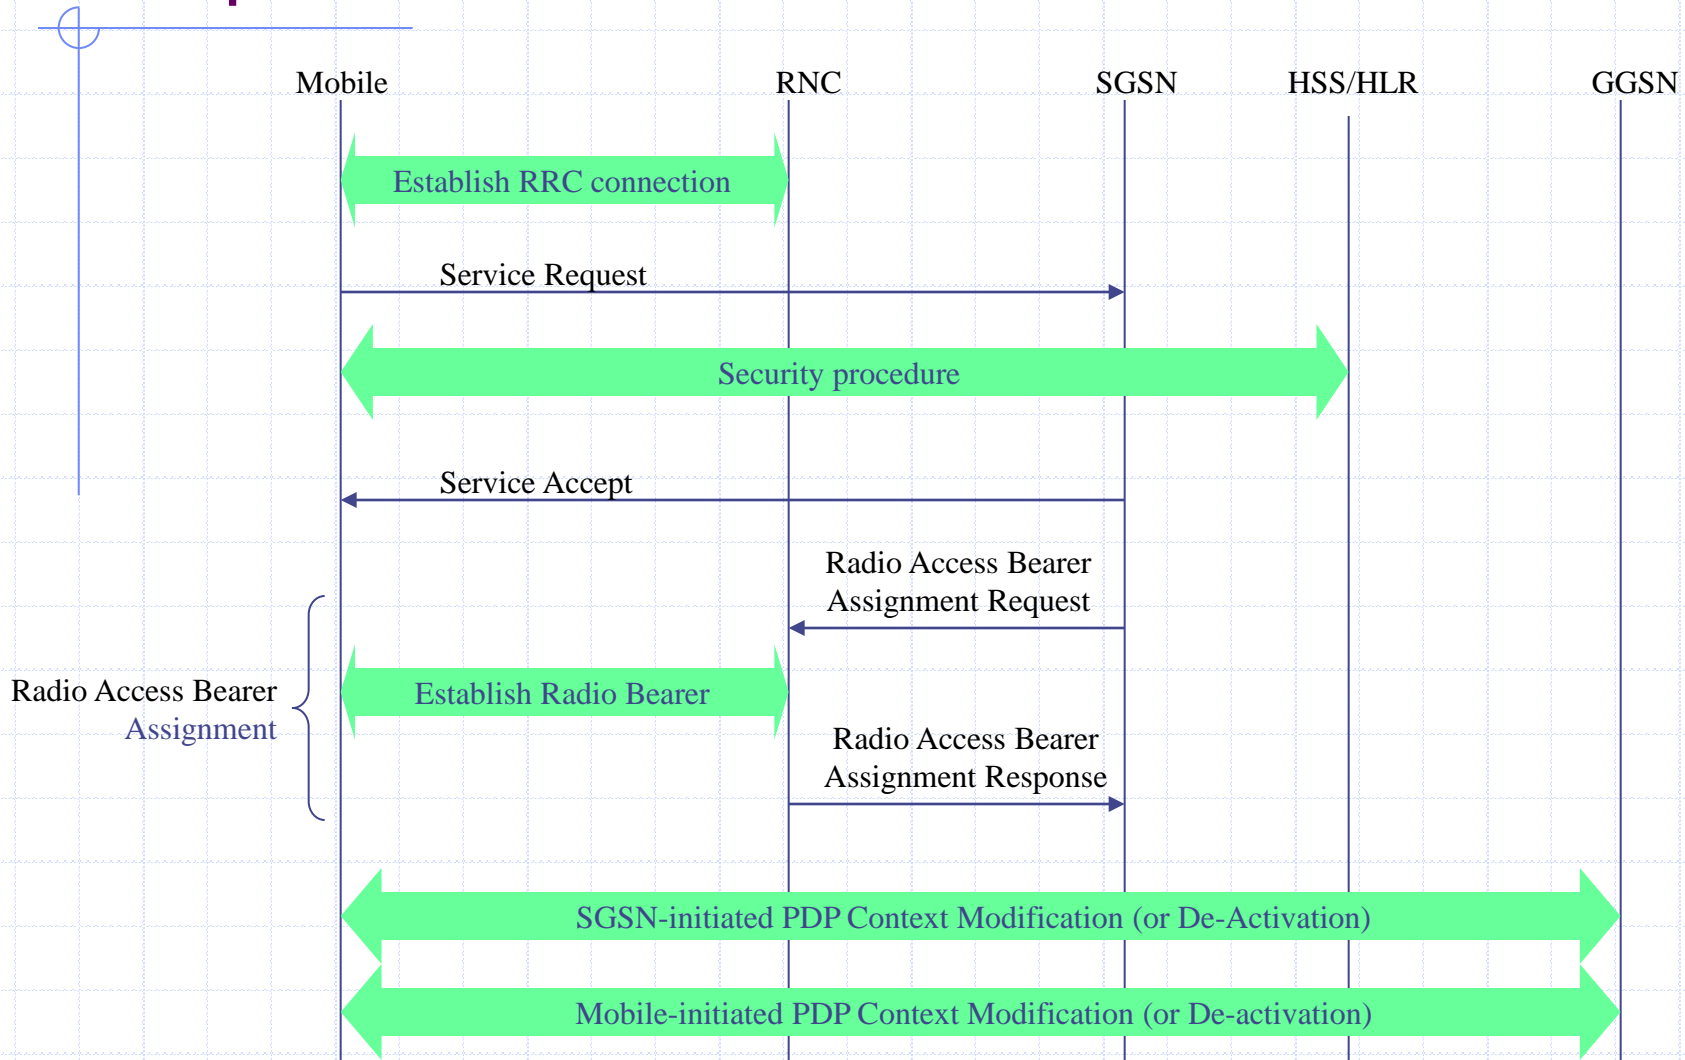 Mobile
RNC
SGSN
HSS/HLR
GGSN
Establish RRC connection
Service Request
Security procedure
Service Accept
Radio Access Bearer
Assignment Request
Radio Access Bearer
Assignment
Establish Radio Bearer
Radio Access Bearer
Assignment Response
SGSN-initiated PDP Context Modification (or De-Activation)
Mobile-initiated PDP Context Modification (or De-activation)